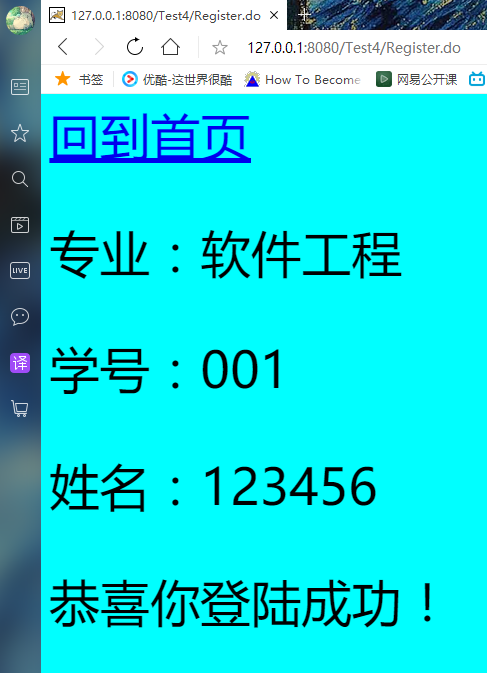 127.0.0.1:8080/Test4/Register.do
127.0.0.1:8080/Test4/Register.do
书签 优酷-这世界很酷 How To Become 网易公开课
LIVE
译
回到首页
专业：软件工程
学号：001
姓名：123456
恭喜你登陆成功！